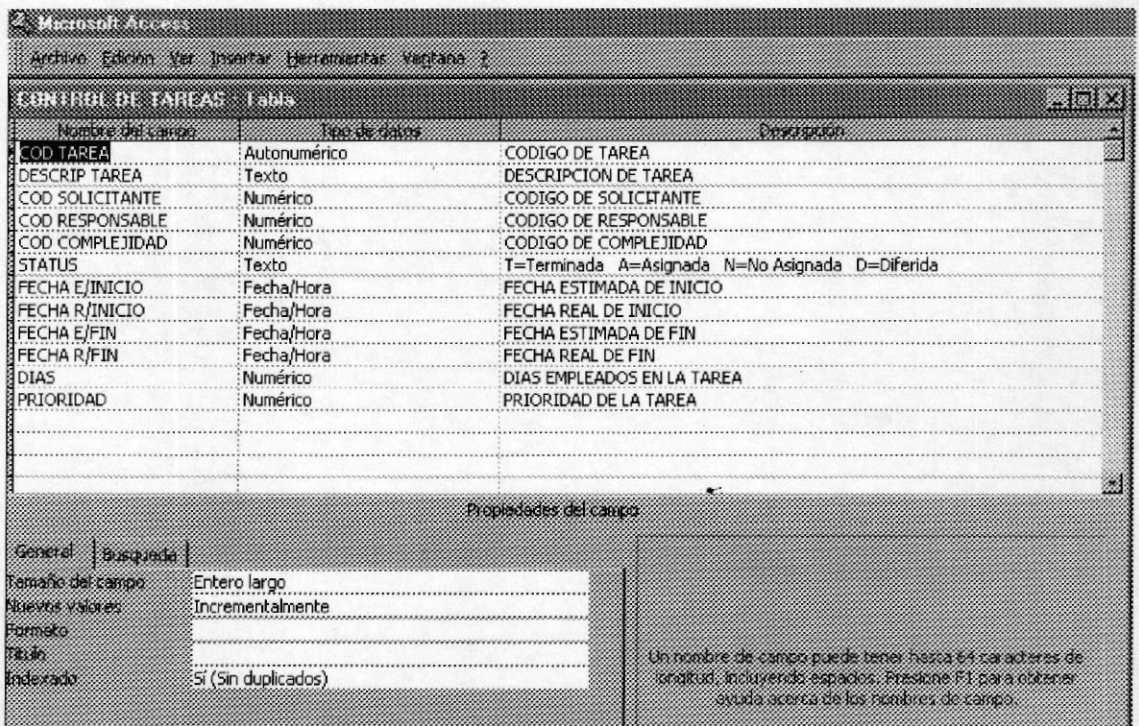 Microsoft Access
Archivo Edición Ver Insertar Herramientas Ventana ?
CONTROL DE TAREAS : Tabla
Nombre del campo Tipo de datos Descripción
COD TAREA Autonumérico CODIGO DE TAREA
DESCRIP TAREA Texto DESCRIPCION DE TAREA
COD SOLICITANTE Numérico CODIGO DE SOLICITANTE
COD RESPONSABLE Numérico CODIGO DE RESPONSABLE
COD COMPLEJIDAD Numérico CODIGO DE COMPLEJIDAD
STATUS Texto T=Terminada A=Asignada N=No Asignada D=Diferida
FECHA E/INICIO Fecha/Hora FECHA ESTIMADA DE INICIO
FECHA R/INICIO Fecha/Hora FECHA REAL DE INICIO
FECHA E/FIN Fecha/Hora FECHA ESTIMADA DE FIN
FECHA R/FIN Fecha/Hora FECHA REAL DE FIN
DIAS Numérico DIAS EMPLEADOS EN LA TAREA
PRIORIDAD Numérico PRIORIDAD DE LA TAREA
Propiedades del campo
General Busqueda
Tamaño del campo Entero largo
Nuevos valores Incrementalmente
Formato
Título
Indexado Sí (Sin duplicados)
Un nombre de campo puede tener hasta 64 caracteres de
longitud, incluyendo espacios. Presione F1 para obtener
ayuda acerca de los nombres de campo.